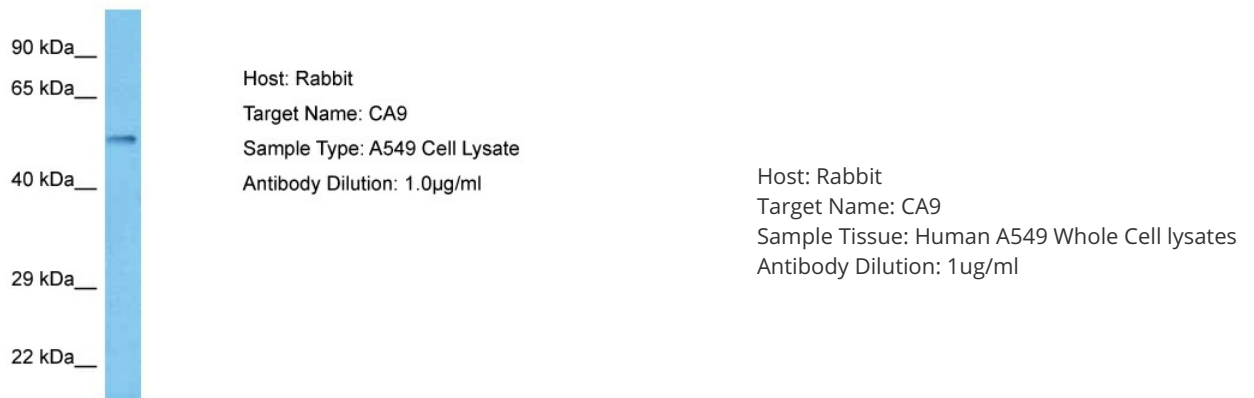 90 kDa__
65 kDa__
40 kDa__
29 kDa__
22 kDa__
Host: Rabbit
Target Name: CA9
Sample Type: A549 Cell Lysate
Antibody Dilution: 1.0µg/ml
Host: Rabbit
Target Name: CA9
Sample Tissue: Human A549 Whole Cell lysates
Antibody Dilution: 1ug/ml